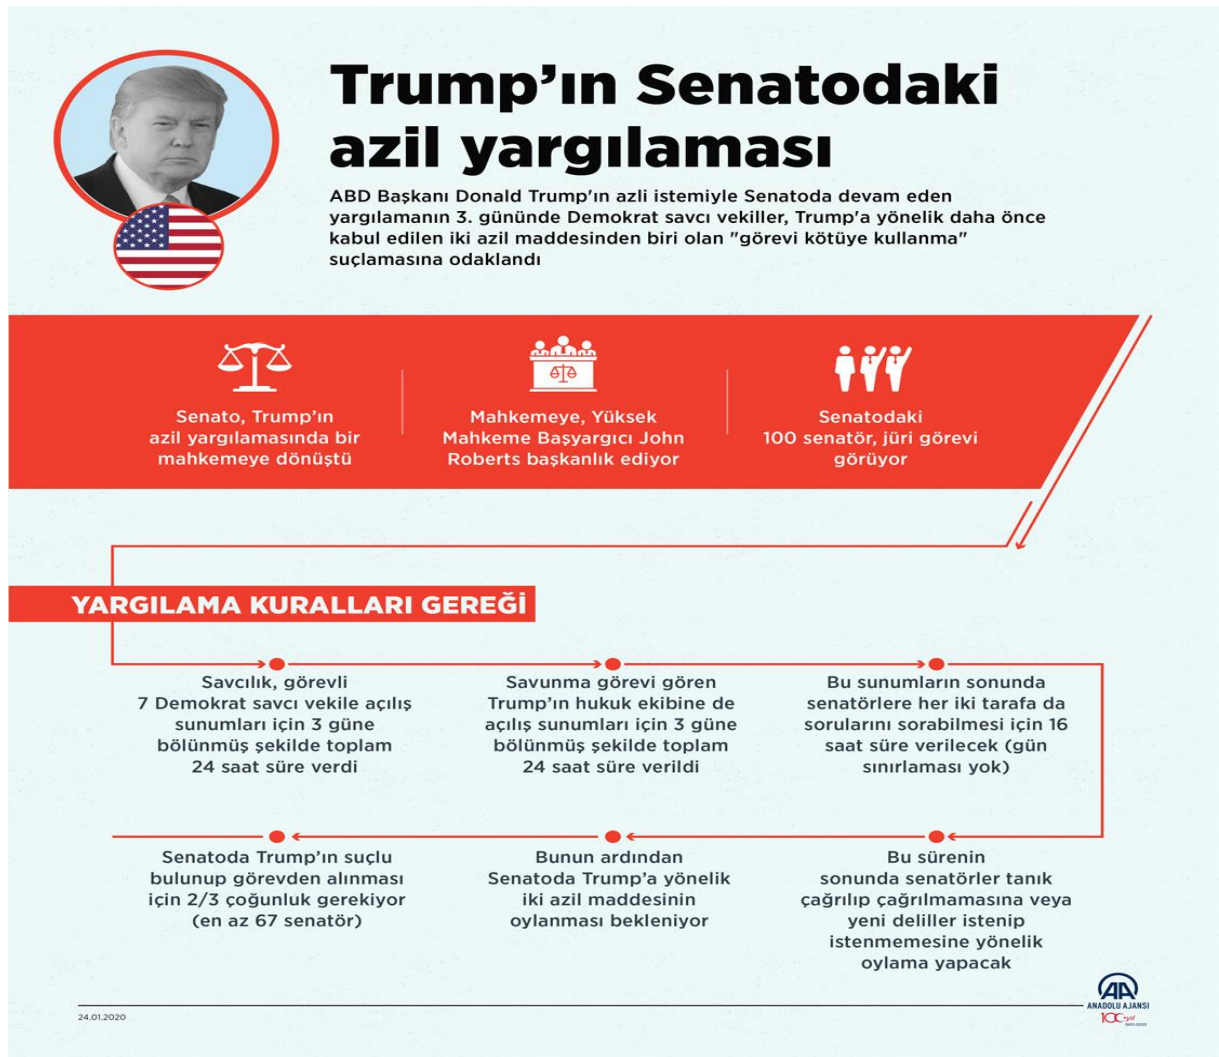 Trump’ın Senatodaki
azil yargılaması
ABD Başkanı Donald Trump'ın azli istemiyle Senatoda devam eden
yargılamanın 3. gününde Demokrat savcı vekiller, Trump'a yönelik daha önce
kabul edilen iki azil maddesinden biri olan "görevi kötüye kullanma"
suçlamasına odaklandı
Senato, Trump’ın
azil yargılamasında bir
mahkemeye dönüştü
Mahkemeye, Yüksek
Mahkeme Başyargıcı John
Roberts başkanlık ediyor
Senatodaki
100 senatör, jüri görevi
görüyor
YARGILAMA KURALLARI GEREĞİ
Savcılık, görevli
7 Demokrat savcı vekile açılış
sunumları için 3 güne
bölünmüş şekilde toplam
24 saat süre verdi
Savunma görevi gören
Trump’ın hukuk ekibine de
açılış sunumları için 3 güne
bölünmüş şekilde toplam
24 saat süre verildi
Bu sunumların sonunda
senatörlere her iki tarafa da
sorularını sorabilmesi için 16
saat süre verilecek (gün
sınırlaması yok)
Bu sürenin
sonunda senatörler tanık
çağrılıp çağrılmamasına veya
yeni deliller istenip
istenmemesine yönelik
oylama yapacak
Bunun ardından
Senatoda Trump’a yönelik
iki azil maddesinin
oylanması bekleniyor
Senatoda Trump’ın suçlu
bulunup görevden alınması
için 2/3 çoğunluk gerekiyor
(en az 67 senatör)
24.01.2020
AA
ANADOLU AJANSI
100.yıl
1920-2020